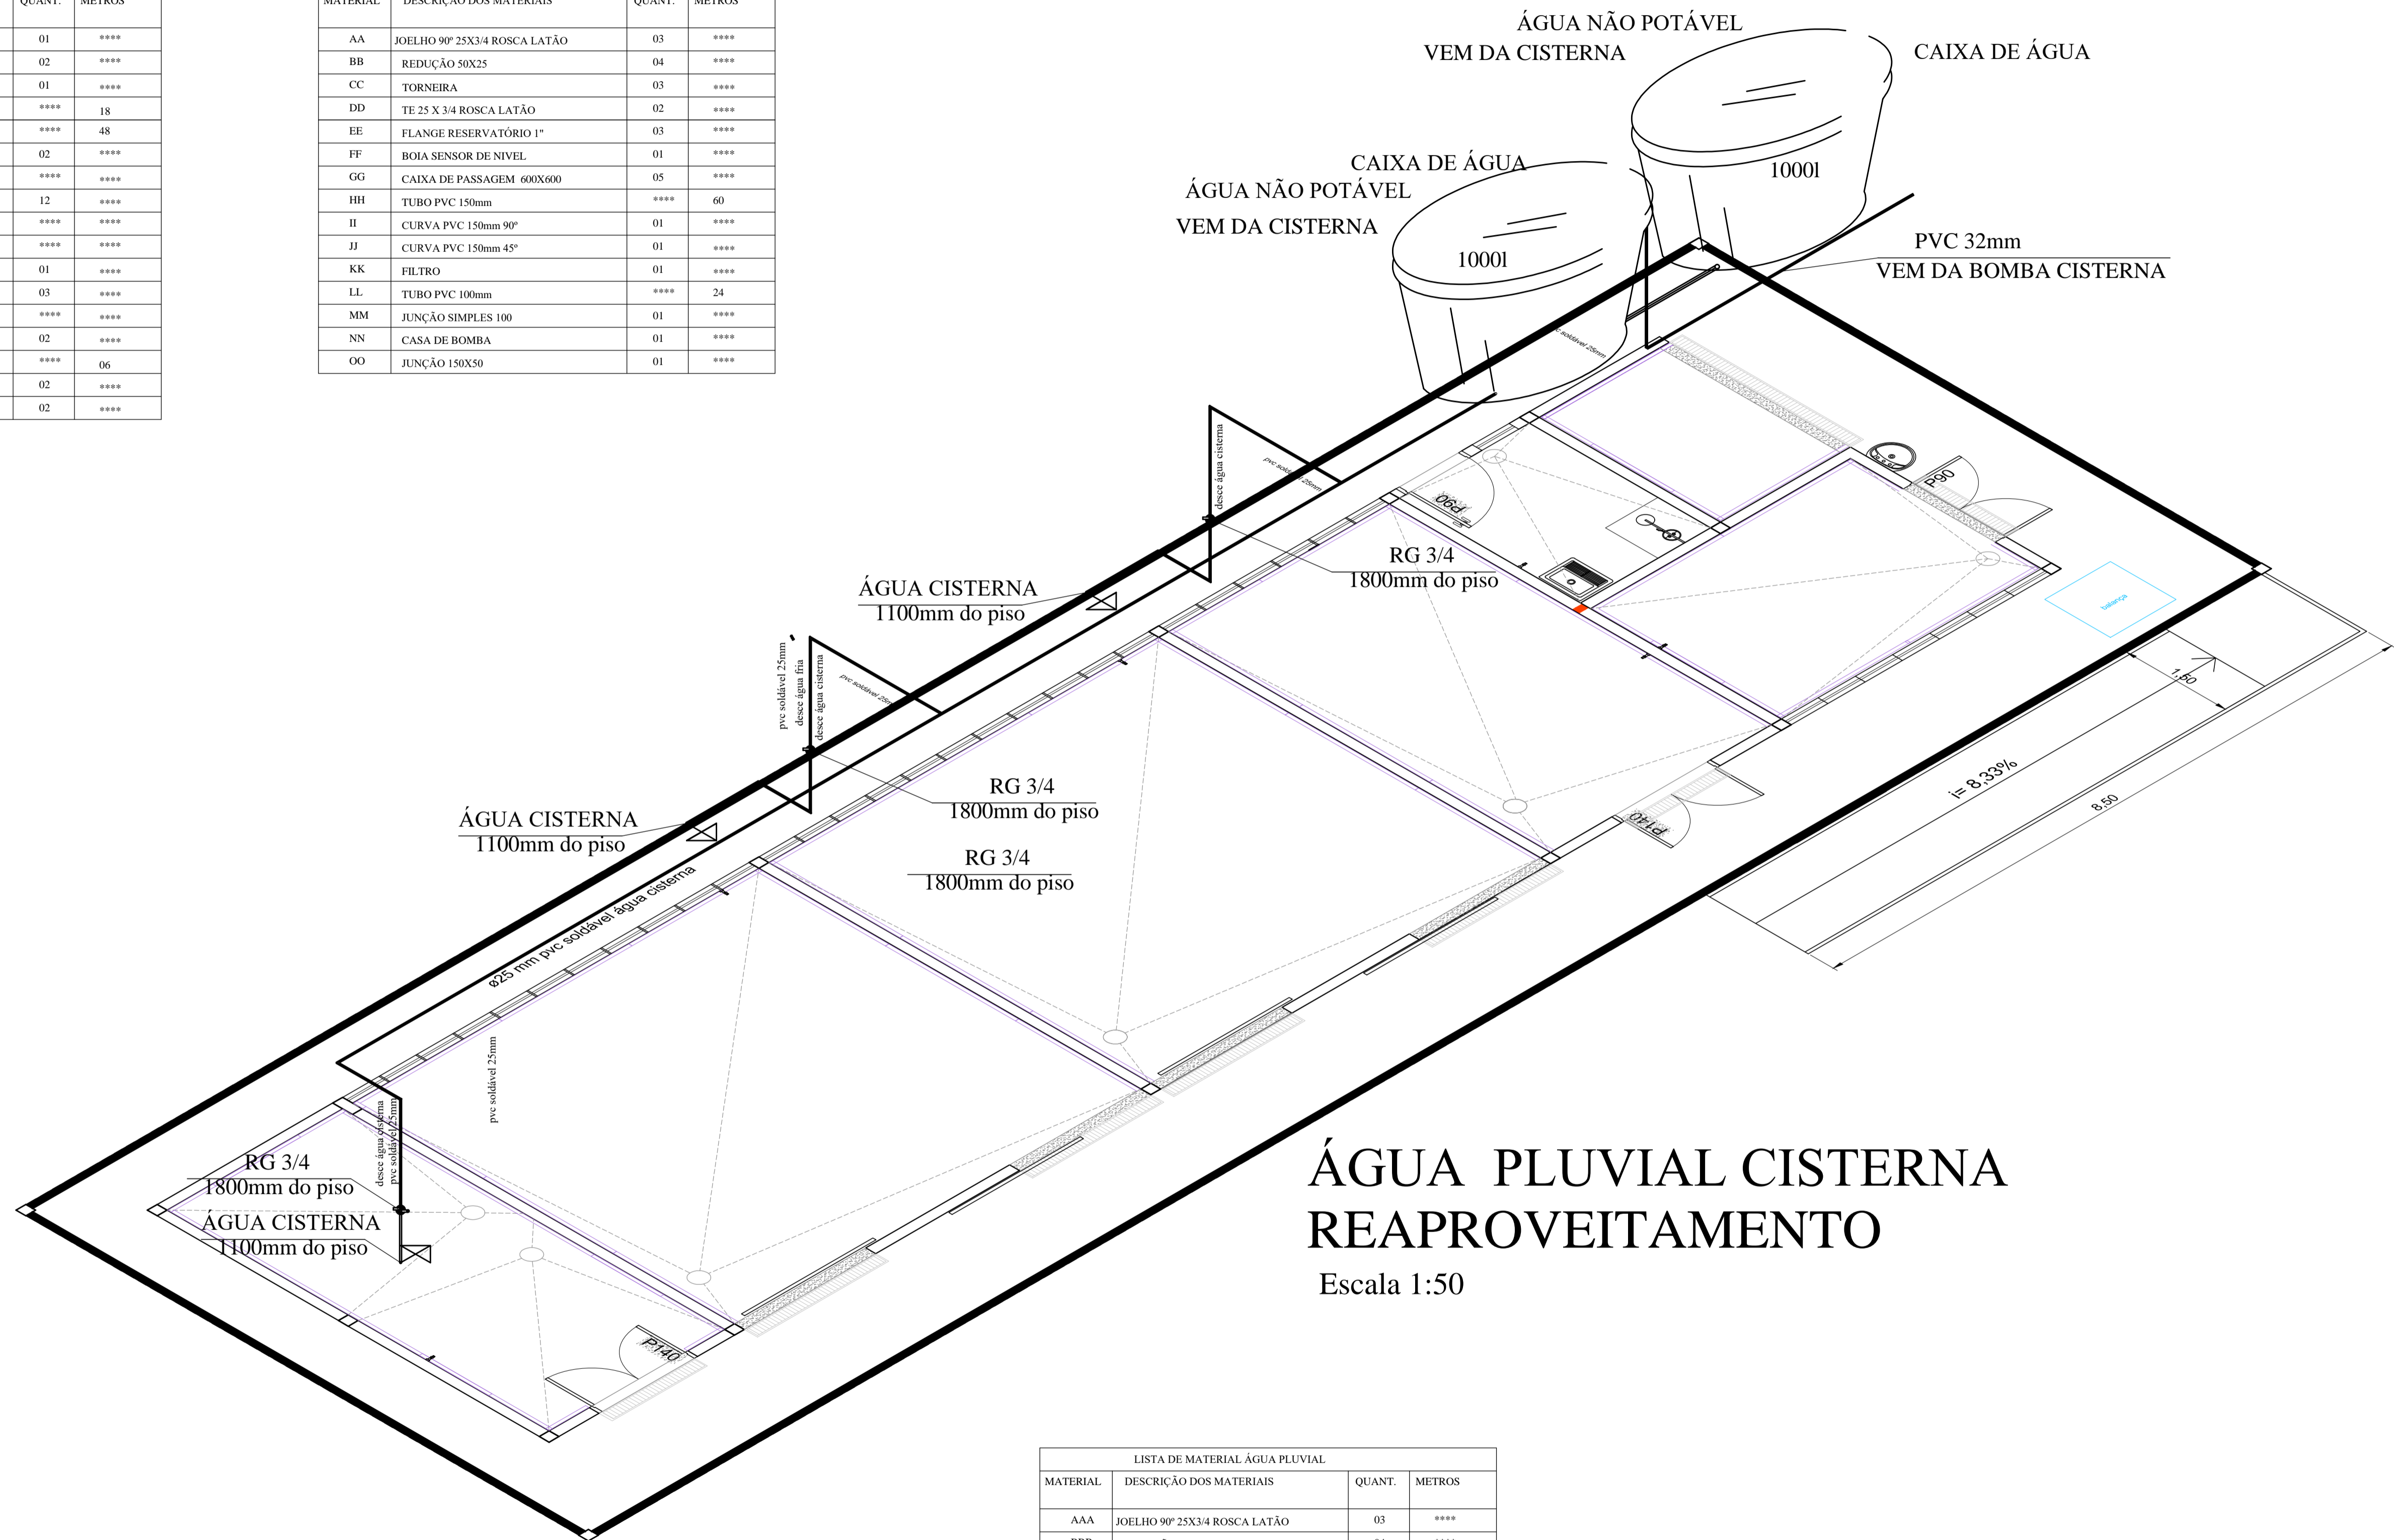 QUANT. METROS
01 ****
02 ****
01 ****
**** 18
**** 48
02 ****
**** ****
12 ****
**** ****
**** ****
01 ****
03 ****
**** ****
02 ****
**** 06
02 ****
02 ****
MATERIAL DESCRIÇÃO DOS MATERIAIS QUANT. METROS
AA JOELHO 90º 25X3/4 ROSCA LATÃO 03 ****
BB REDUÇÃO 50X25 04 ****
CC TORNEIRA 03 ****
DD TE 25 X 3/4 ROSCA LATÃO 02 ****
EE FLANGE RESERVATÓRIO 1" 03 ****
FF BOIA SENSOR DE NIVEL 01 ****
GG CAIXA DE PASSAGEM 600X600 05 ****
HH TUBO PVC 150mm **** 60
II CURVA PVC 150mm 90º 01 ****
JJ CURVA PVC 150mm 45º 01 ****
KK FILTRO 01 ****
LL TUBO PVC 100mm **** 24
MM JUNÇÃO SIMPLES 100 01 ****
NN CASA DE BOMBA 01 ****
OO JUNÇÃO 150X50 01 ****
ÁGUA NÃO POTÁVEL
VEM DA CISTERNA
CAIXA DE ÁGUA
1000l
CAIXA DE ÁGUA
ÁGUA NÃO POTÁVEL
VEM DA CISTERNA
1000l
PVC 32mm
VEM DA BOMBA CISTERNA
soldável 25mm
desce água cisterna
pvc soldável 25mm
RG 3/4
1800mm do piso
P90
P90
balança
1,50
i= 8,33%
8,50
ÁGUA CISTERNA
1100mm do piso
pvc soldável 25mm
desce água fria
desce água cisterna
pvc soldável 25mm
RG 3/4
1800mm do piso
P140
ÁGUA CISTERNA
1100mm do piso
RG 3/4
1800mm do piso
ø25 mm pvc soldável água cisterna
pvc soldável 25mm
desce água cisterna
pvc soldável 25mm
RG 3/4
1800mm do piso
ÁGUA CISTERNA
1100mm do piso
P140
ÁGUA PLUVIAL CISTERNA
REAPROVEITAMENTO
Escala 1:50
LISTA DE MATERIAL ÁGUA PLUVIAL
MATERIAL DESCRIÇÃO DOS MATERIAIS QUANT. METROS
AAA JOELHO 90º 25X3/4 ROSCA LATÃO 03 ****